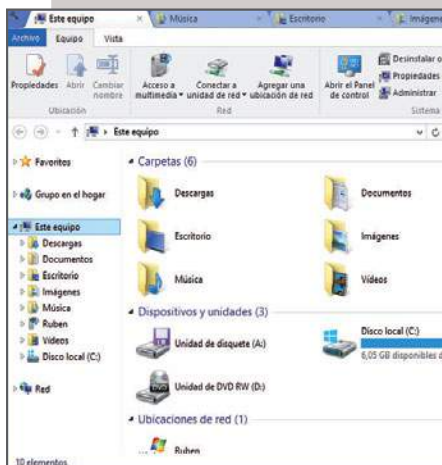 Este equipo Música Escritorio Imágene
Archivo Equipo Vista
Propiedades Abrir Cambiar nombre
Ubicación
Acceso a multimedia Conectar a unidad de red Agregar una ubicación de red
Red
Abrir el Panel de control
Desinstalar o
Propiedades
Administrar
Sistema
Este equipo
Favoritos
Grupo en el hogar
Este equipo
Descargas
Documentos
Escritorio
Imágenes
Música
Ruben
Vídeos
Disco local (C:)
Red
Carpetas (6)
Descargas Documentos
Escritorio Imágenes
Música Vídeos
Dispositivos y unidades (3)
Unidad de disquete (A:) Disco local (C:)
6,05 GB disponibles d
Unidad de DVD RW (D:)
Ubicaciones de red (1)
Ruben
10 elementos